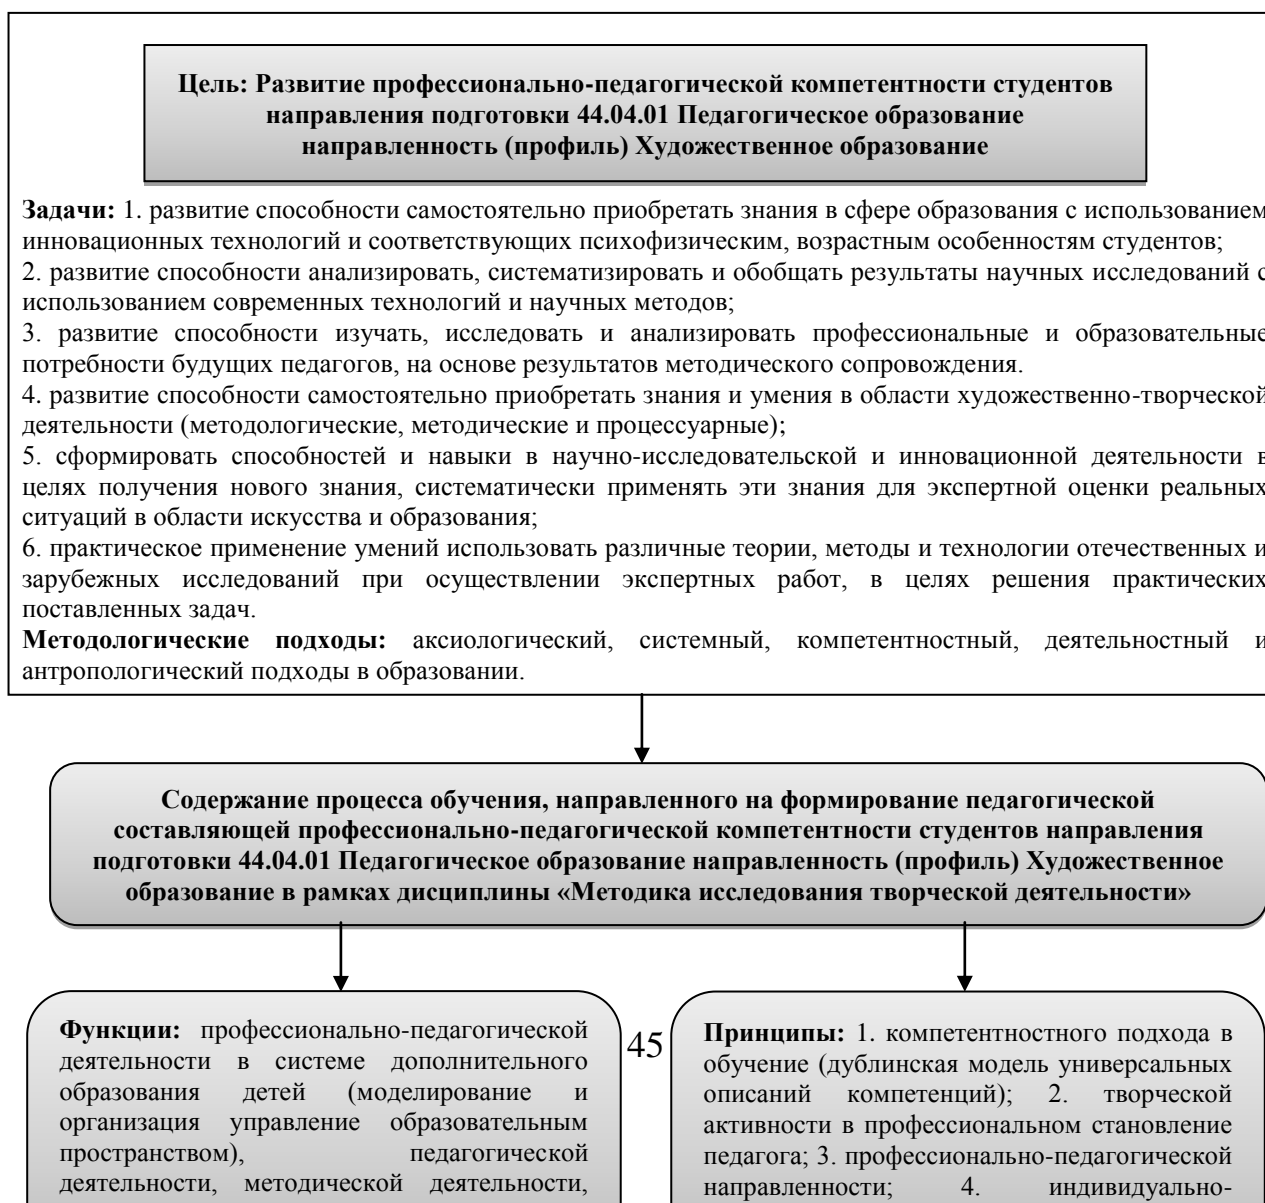 Цель: Развитие профессионально-педагогической компетентности студентов
направления подготовки 44.04.01 Педагогическое образование
направленность (профиль) Художественное образование
Задачи: 1. развитие способности самостоятельно приобретать знания в сфере образования с использованием
инновационных технологий и соответствующих психофизическим, возрастным особенностям студентов;
2. развитие способности анализировать, систематизировать и обобщать результаты научных исследований с
использованием современных технологий и научных методов;
3. развитие способности изучать, исследовать и анализировать профессиональные и образовательные
потребности будущих педагогов, на основе результатов методического сопровождения.
4. развитие способности самостоятельно приобретать знания и умения в области художественно-творческой
деятельности (методологические, методические и процессуарные);
5. сформировать способностей и навыки в научно-исследовательской и инновационной деятельности в
целях получения нового знания, систематически применять эти знания для экспертной оценки реальных
ситуаций в области искусства и образования;
6. практическое применение умений использовать различные теории, методы и технологии отечественных и
зарубежных исследований при осуществлении экспертных работ, в целях решения практических
поставленных задач.
Методологические подходы: аксиологический, системный, компетентностный, деятельностный и
антропологический подходы в образовании.
Содержание процесса обучения, направленного на формирование педагогической
составляющей профессионально-педагогической компетентности студентов направления
подготовки 44.04.01 Педагогическое образование направленность (профиль) Художественное
образование в рамках дисциплины «Методика исследования творческой деятельности»
Функции: профессионально-педагогической
деятельности в системе дополнительного
образования детей (моделирование и
организация управление образовательным
пространством), педагогической
деятельности, методической деятельности,
45
Принципы: 1. компетентностного подхода в
обучение (дублинская модель универсальных
описаний компетенций); 2. творческой
активности в профессиональном становление
педагога; 3. профессионально-педагогической
направленности; 4. индивидуально-